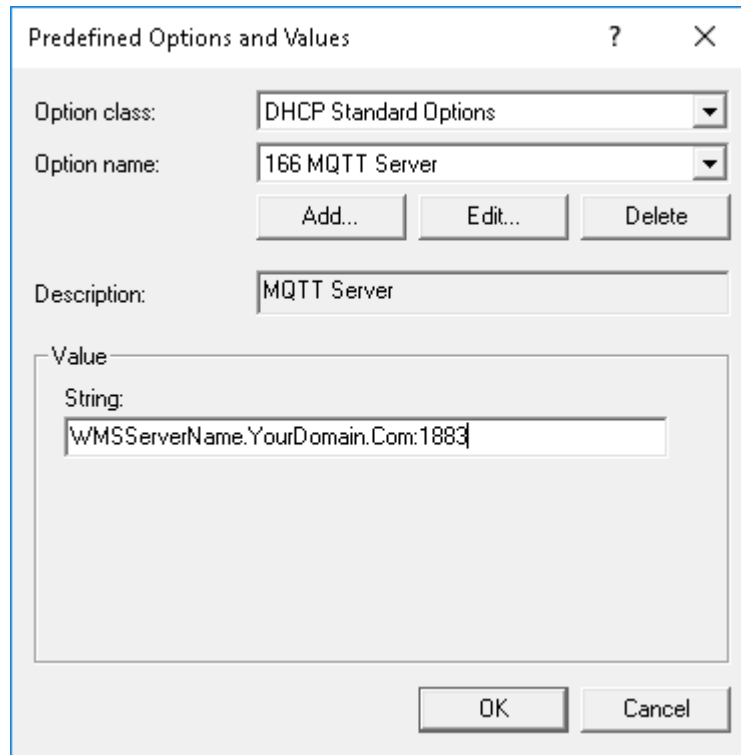 Predefined Options and Values
Option class:
DHCP Standard Options
Option name:
166 MQTT Server
Add...
Edit...
Delete
Description:
MQTT Server
Value
String:
WMSServerName.YourDomain.Com:1883
OK
Cancel